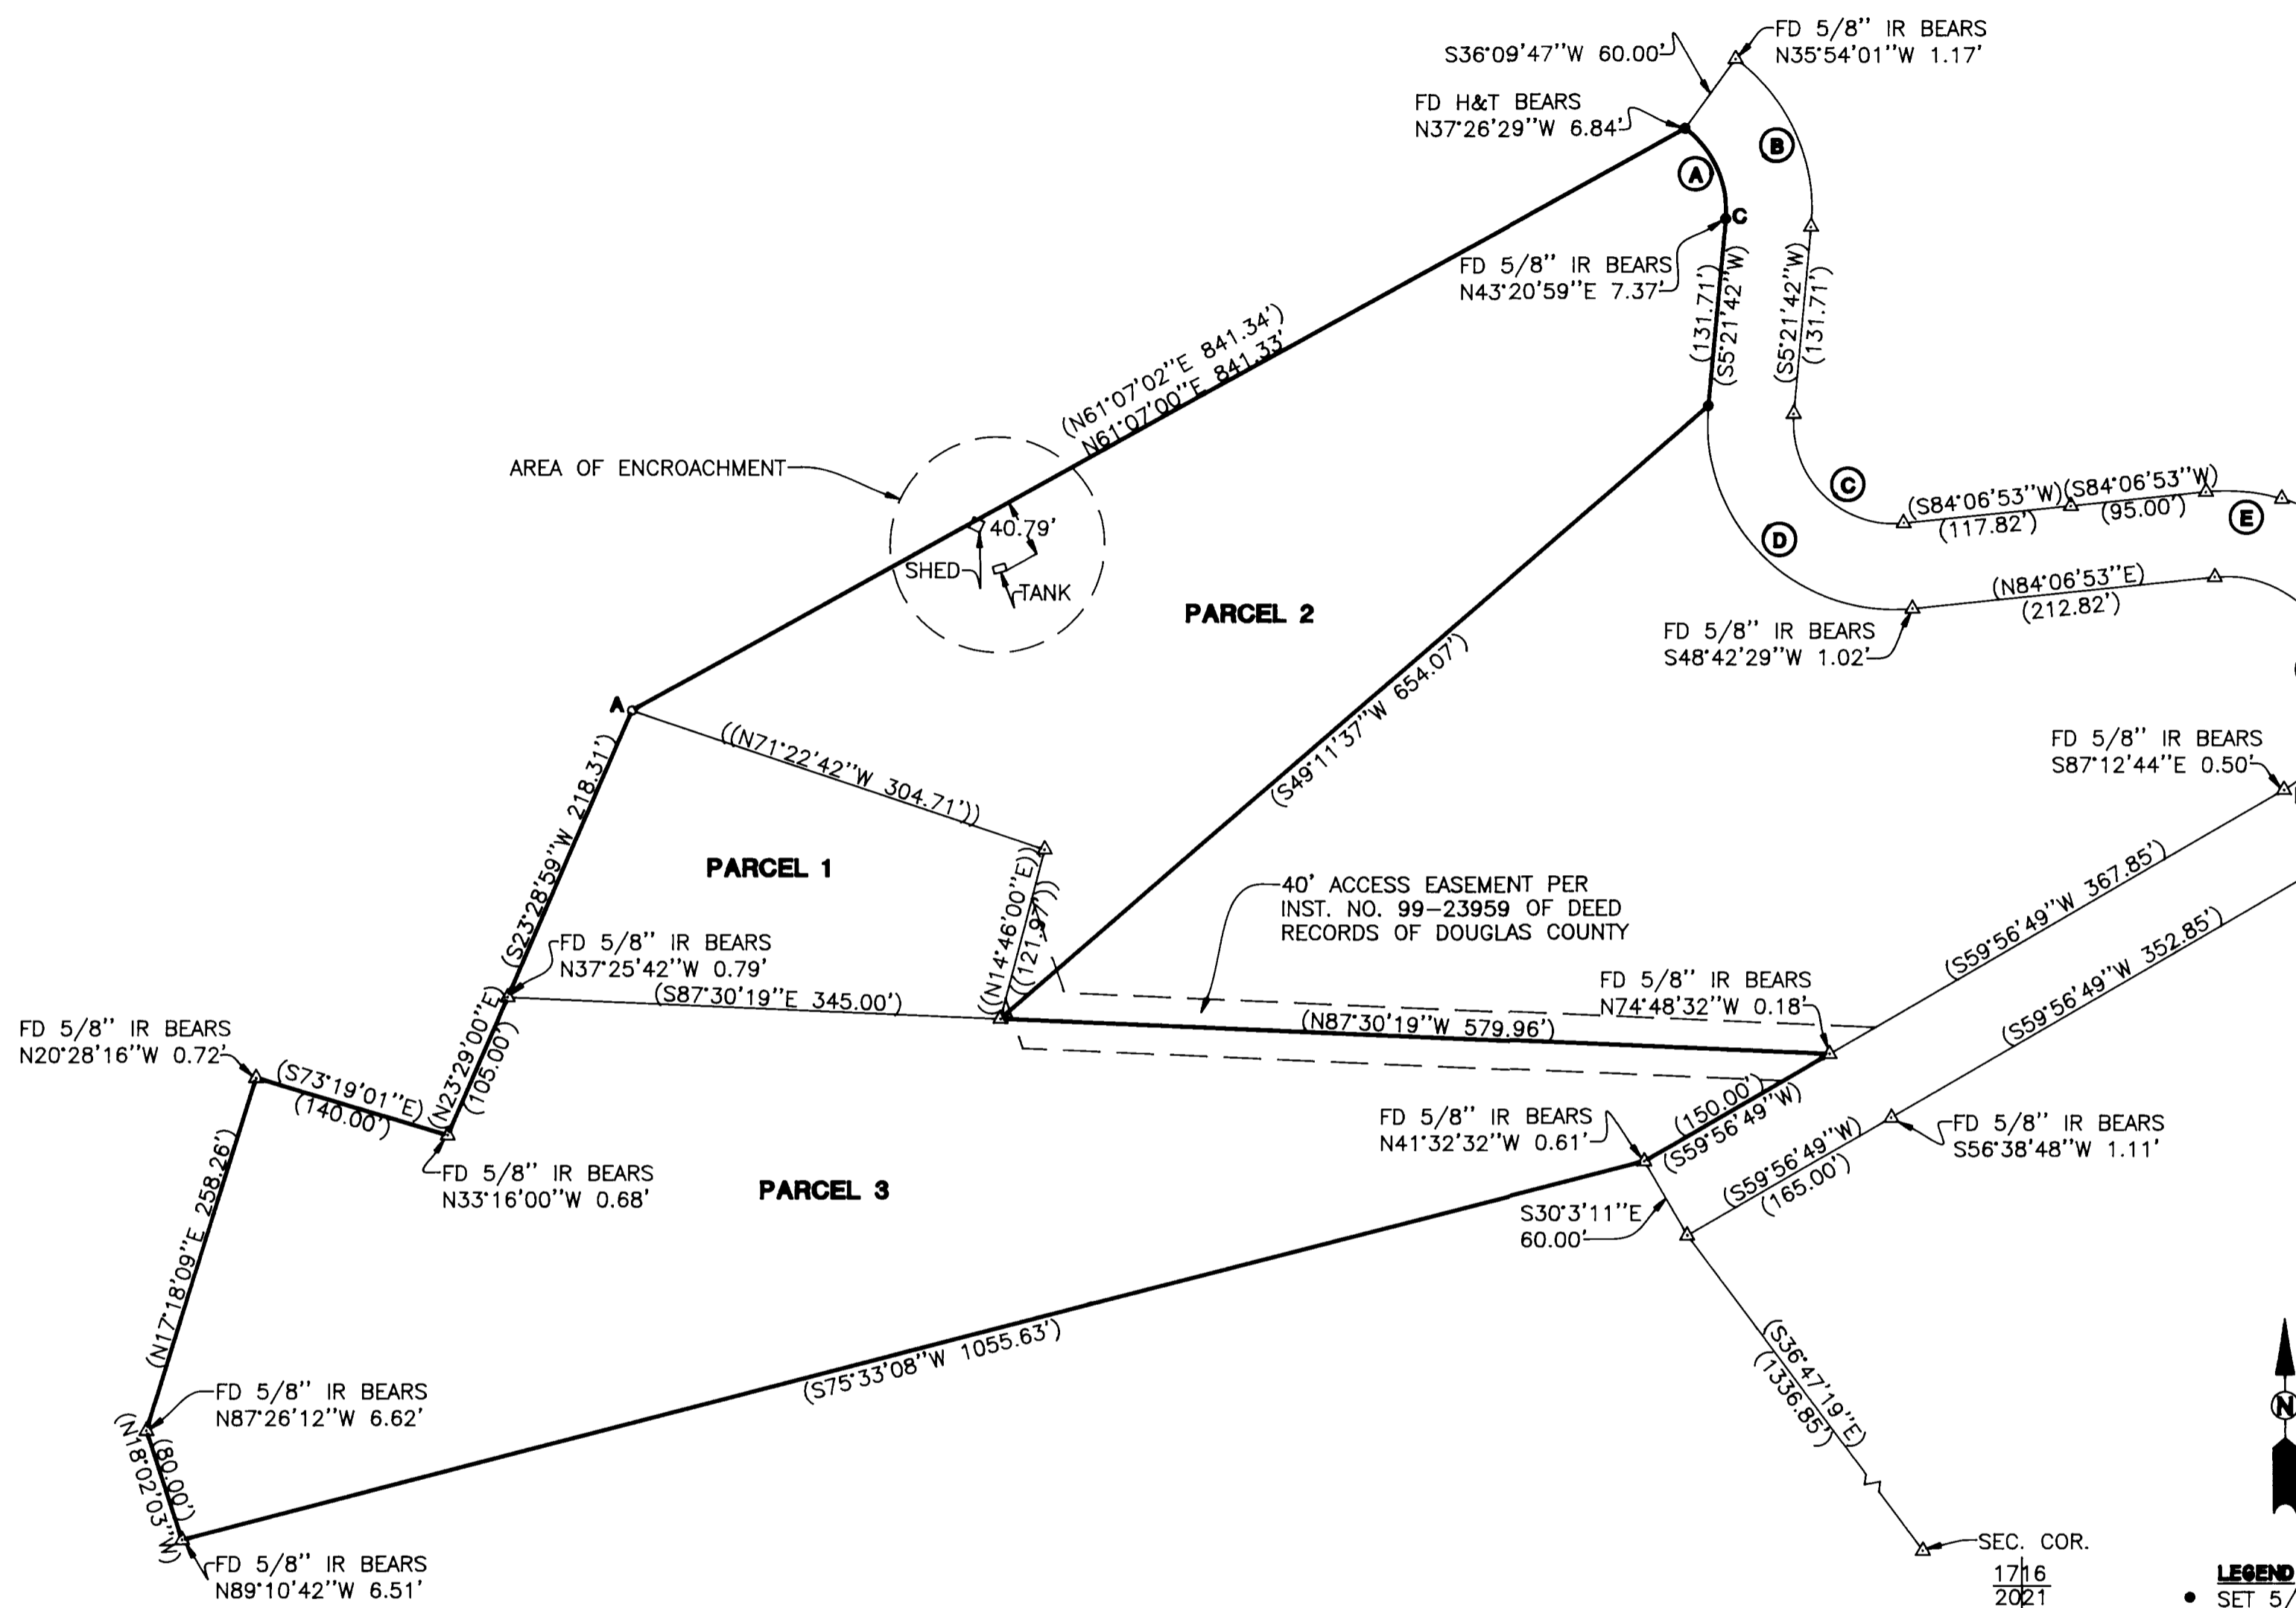 FD 5/8" IR BEARS
N35°54'01"W 1.17'
S36°09'47"W 60.00'
FD H&T BEARS
N37°26'29"W 6.84'
B
A
C
FD 5/8" IR BEARS
N43°20'59"E 7.37'
(131.71')
(S5°21'42"W)
(S5°21'42"W)
(131.71')
(N61°07'02"E 841.34')
N61°07'00"E 841.33'
AREA OF ENCROACHMENT
40.79'
SHED
TANK
PARCEL 2
C
(S84°06'53"W)
(117.82')
(S84°06'53"W)
(95.00')
E
D
(N84°06'53"E)
(212.82')
FD 5/8" IR BEARS
S48°42'29"W 1.02'
A
((N71°22'42"W 304.71'))
(S49°11'37"W 654.07')
(S23°28'59"W 218.31')
PARCEL 1
((N14°46'00"E))
((121.97'))
FD 5/8" IR BEARS
S87°12'44"E 0.50'
40' ACCESS EASEMENT PER
INST. NO. 99-23959 OF DEED
RECORDS OF DOUGLAS COUNTY
(S59°56'49"W 367.85')
(S59°56'49"W 352.85')
FD 5/8" IR BEARS
N37°25'42"W 0.79'
(S87°30'19"E 345.00')
FD 5/8" IR BEARS
N74°48'32"W 0.18'
(N87°30'19"W 579.96')
FD 5/8" IR BEARS
N20°28'16"W 0.72'
(S73°19'01"E)
(140.00')
(N23°29'00"E)
(105.00')
FD 5/8" IR BEARS
N33°16'00"W 0.68'
PARCEL 3
(150.00')
(S59°56'49"W)
FD 5/8" IR BEARS
N41°32'32"W 0.61'
(S59°56'49"W)
(165.00')
FD 5/8" IR BEARS
S56°38'48"W 1.11'
S30°3'11"E
60.00'
(N17°18'09"E 258.26')
(S75°33'08"W 1055.63')
(S36°47'19"E)
(1336.85')
FD 5/8" IR BEARS
N87°26'12"W 6.62'
(80.00')
(N18°02'03"W)
FD 5/8" IR BEARS
N89°10'42"W 6.51'
N
SEC. COR.
17 16
20 21
LEGEND
SET 5/